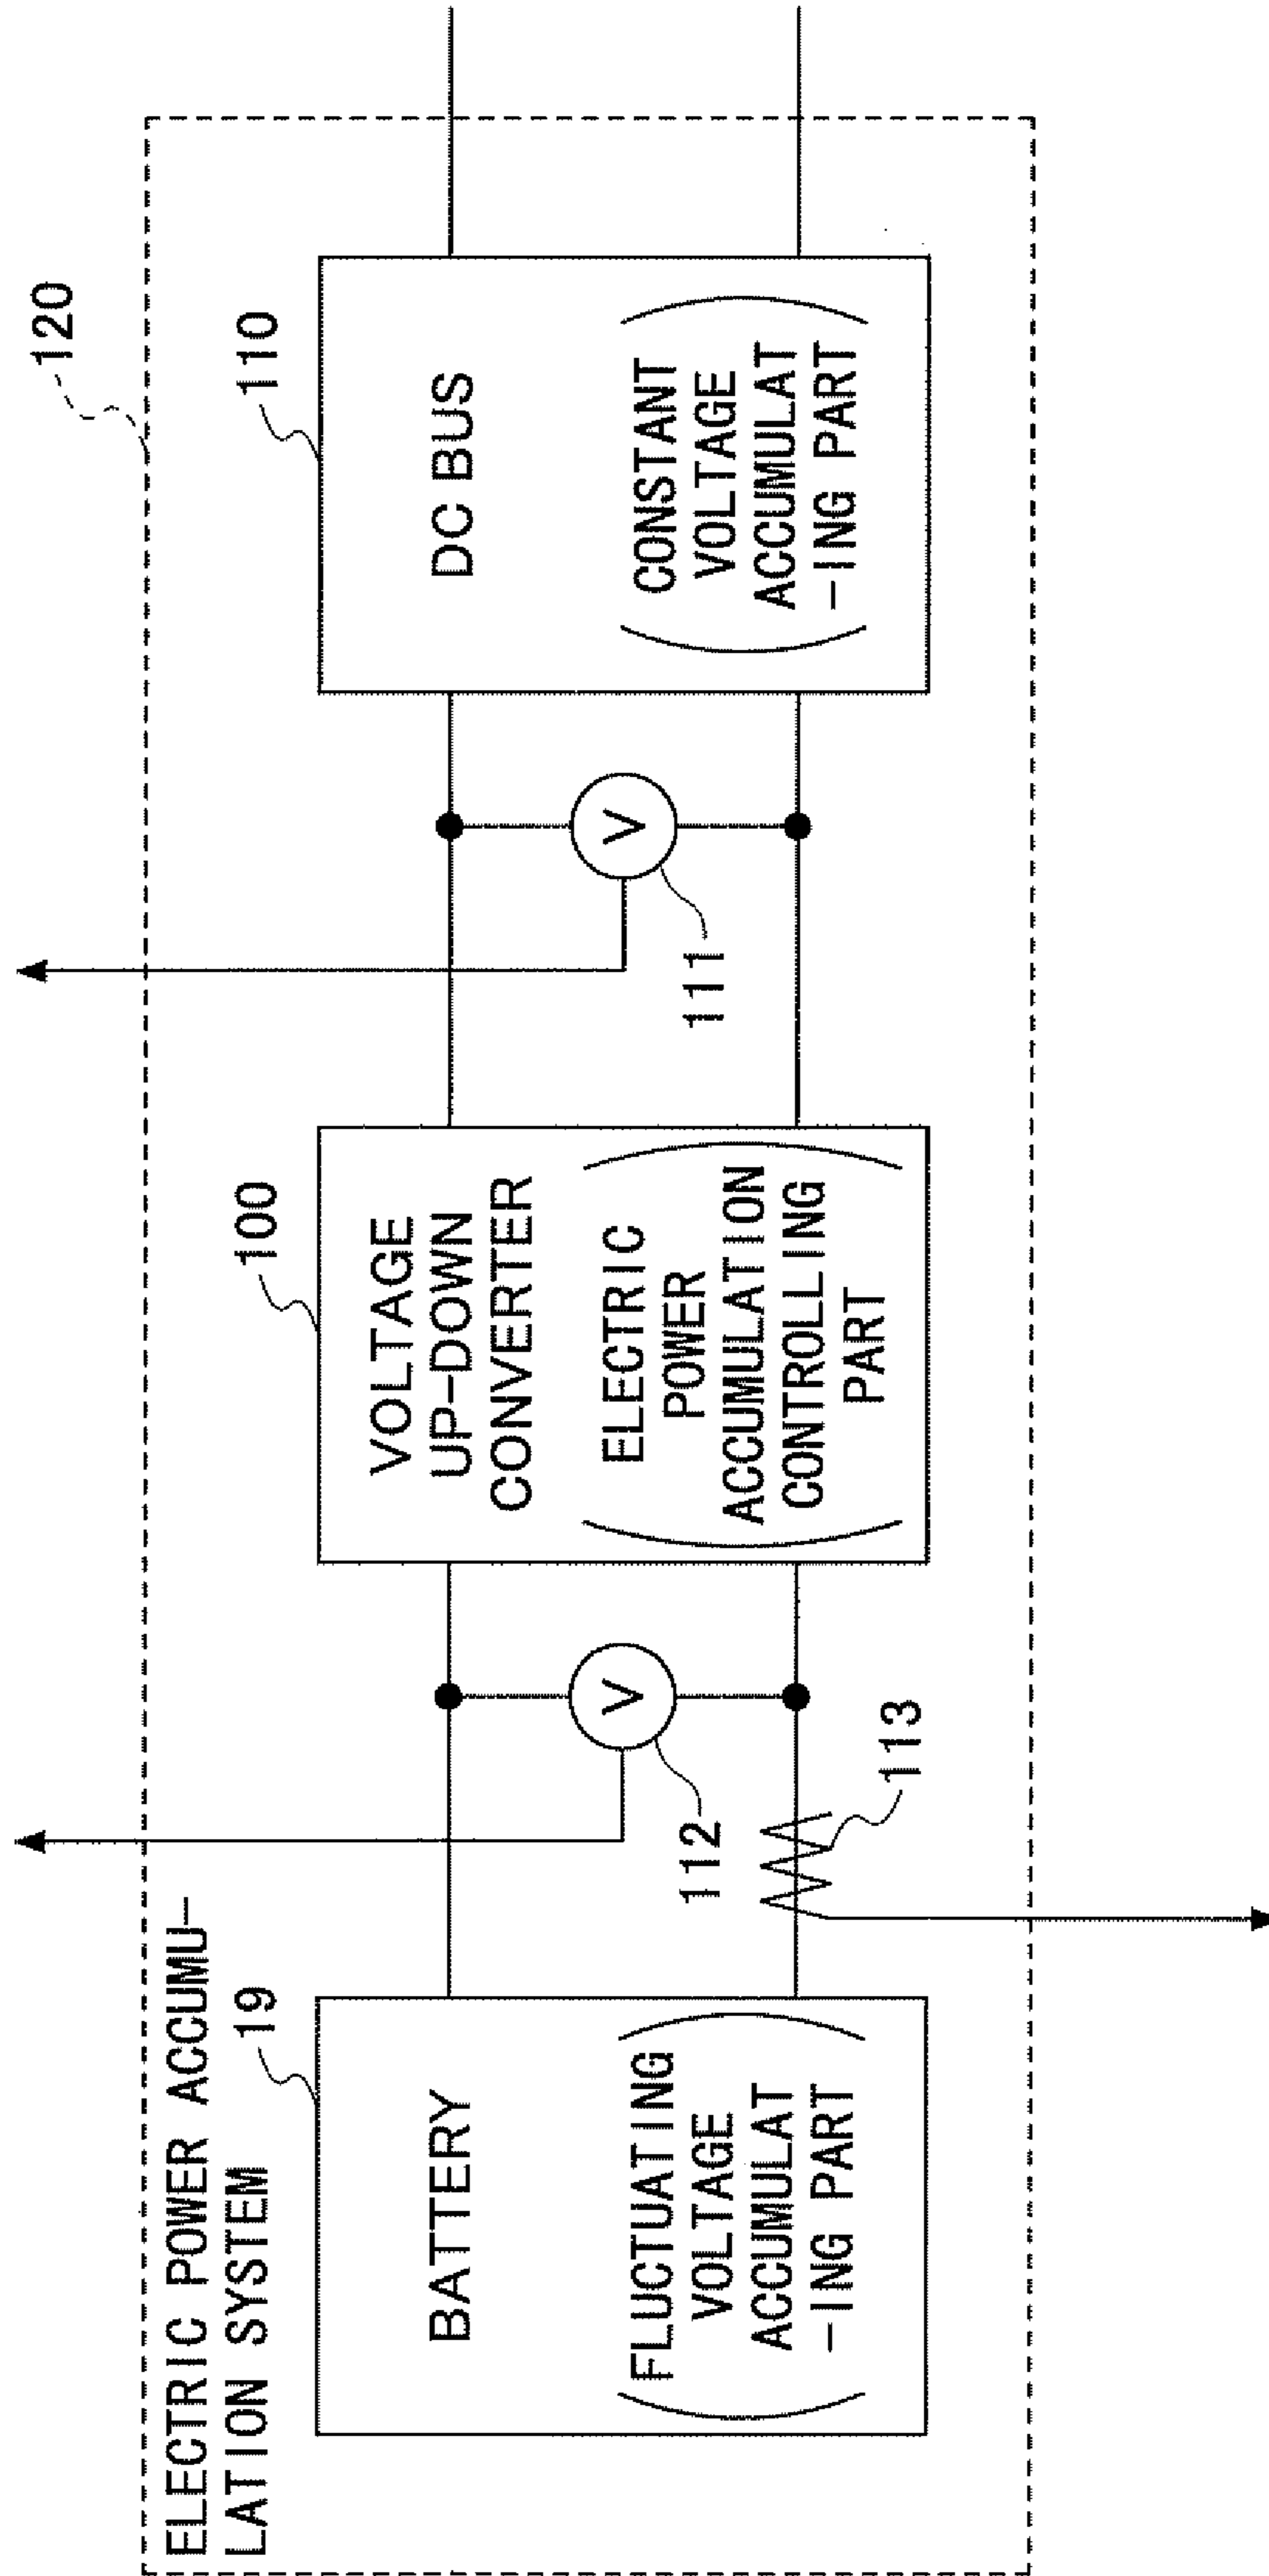 ELECTRIC POWER ACCUMU-
LATION SYSTEM
120
19
BATTERY
FLUCTUATING
VOLTAGE
ACCUMULAT
-ING PART
V
112
113
100
VOLTAGE
UP-DOWN
CONVERTER
ELECTRIC
POWER
ACCUMULATION
CONTROLLING
PART
V
111
110
DC BUS
CONSTANT
VOLTAGE
ACCUMULAT
-ING PART